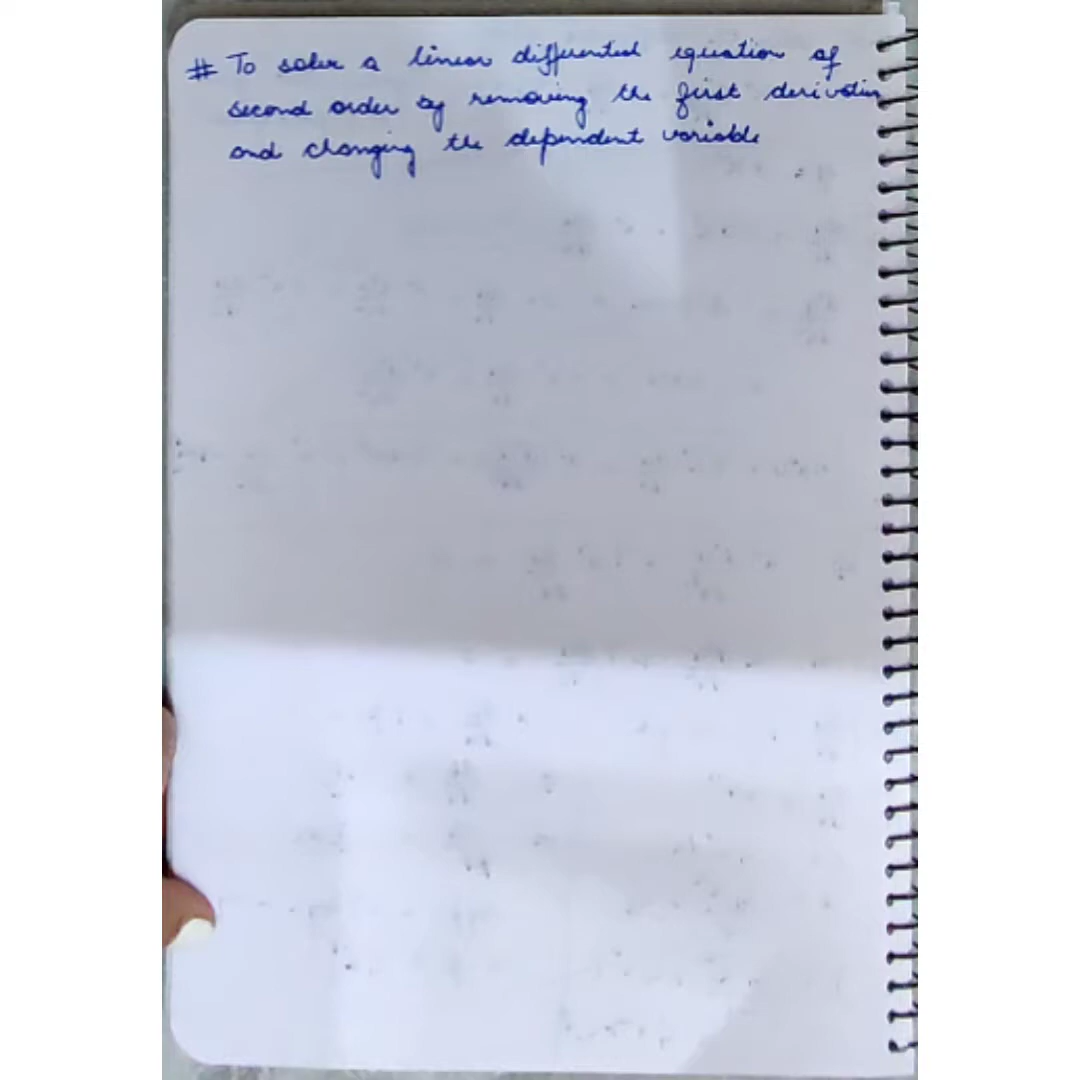 # To solve a linear differential equation of
second order by removing the first derivative
and changing the dependent variable